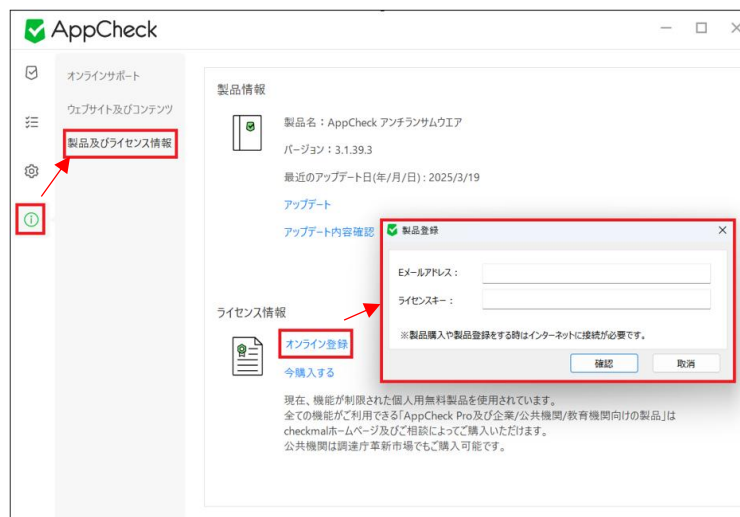 AppCheck
オンラインサポート
ウェブサイト及びコンテンツ
製品及びライセンス情報
製品情報
製品名：AppCheck アンチランサムウエア
バージョン：3.1.39.3
最近のアップデート日(年/月/日) : 2025/3/19
アップデート
アップデート内容確認
製品登録
Eメールアドレス：
ライセンスキー：
※製品購入や製品登録をする時はインターネットに接続が必要です。
確認
取消
ライセンス情報
オンライン登録
今購入する
現在、機能が制限された個人用無料製品を使用されています。
全ての機能がご利用できる「AppCheck Pro及び企業/公共機関/教育機関向けの製品」は
checkmalホームページ及びご相談によってご購入いただけます。
公共機関は調達庁革新市場でもご購入可能です。